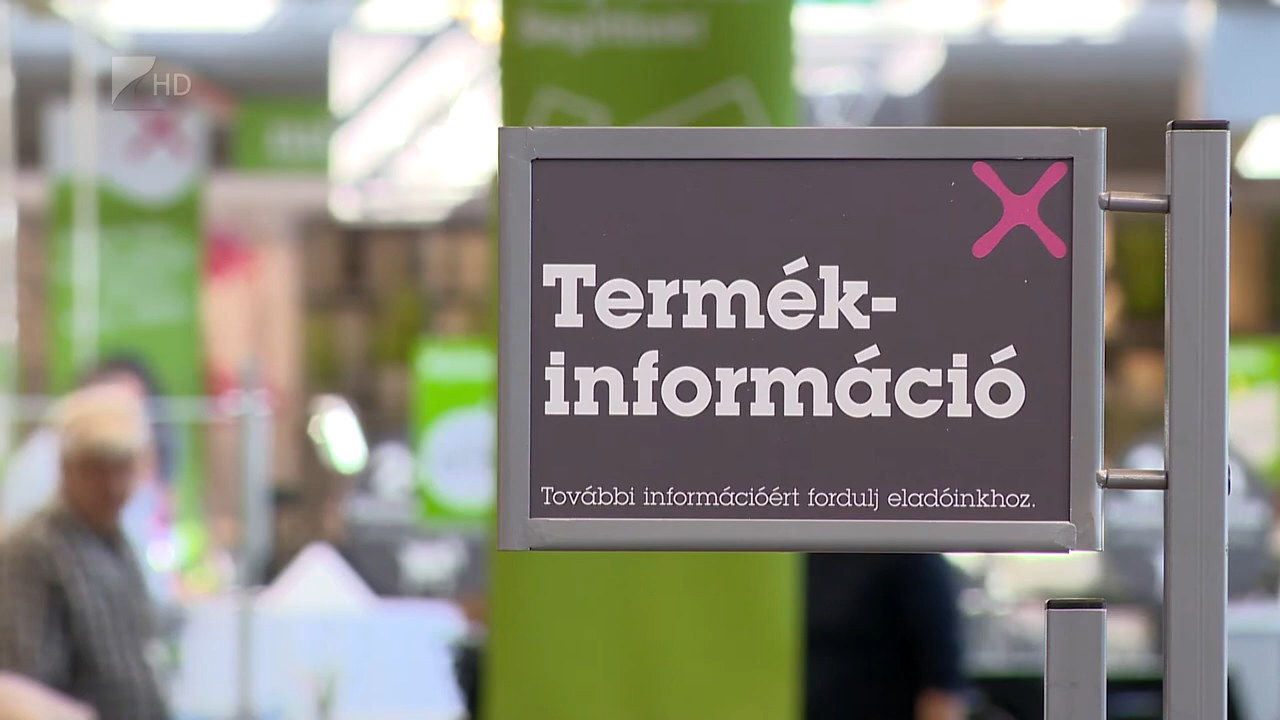 HD
Termék-
információ
További információért fordulj eladóinkhoz.